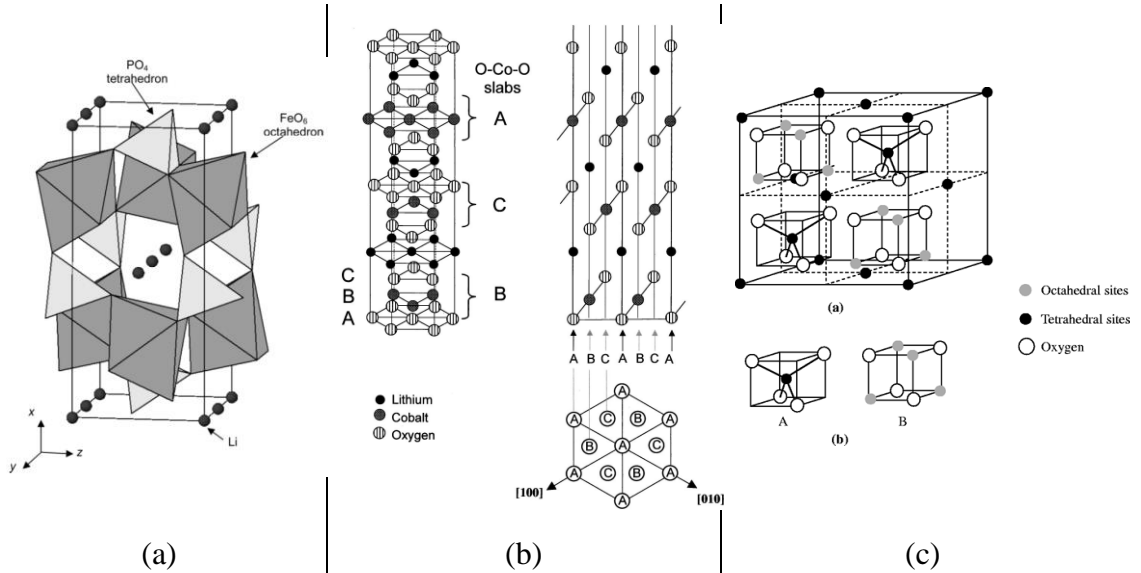 PO4
tetrahedron
FeO6
octahedron
x
y
z
Li
(a)
O-Co-O
slabs
A
C
B
C
B
A
Lithium
Cobalt
Oxygen
A B C A B C A
A
A C B A
B A C
A C B A
A
[100]
[010]
(b)
(a)
Octahedral sites
Tetrahedral sites
Oxygen
A
B
(b)
(c)